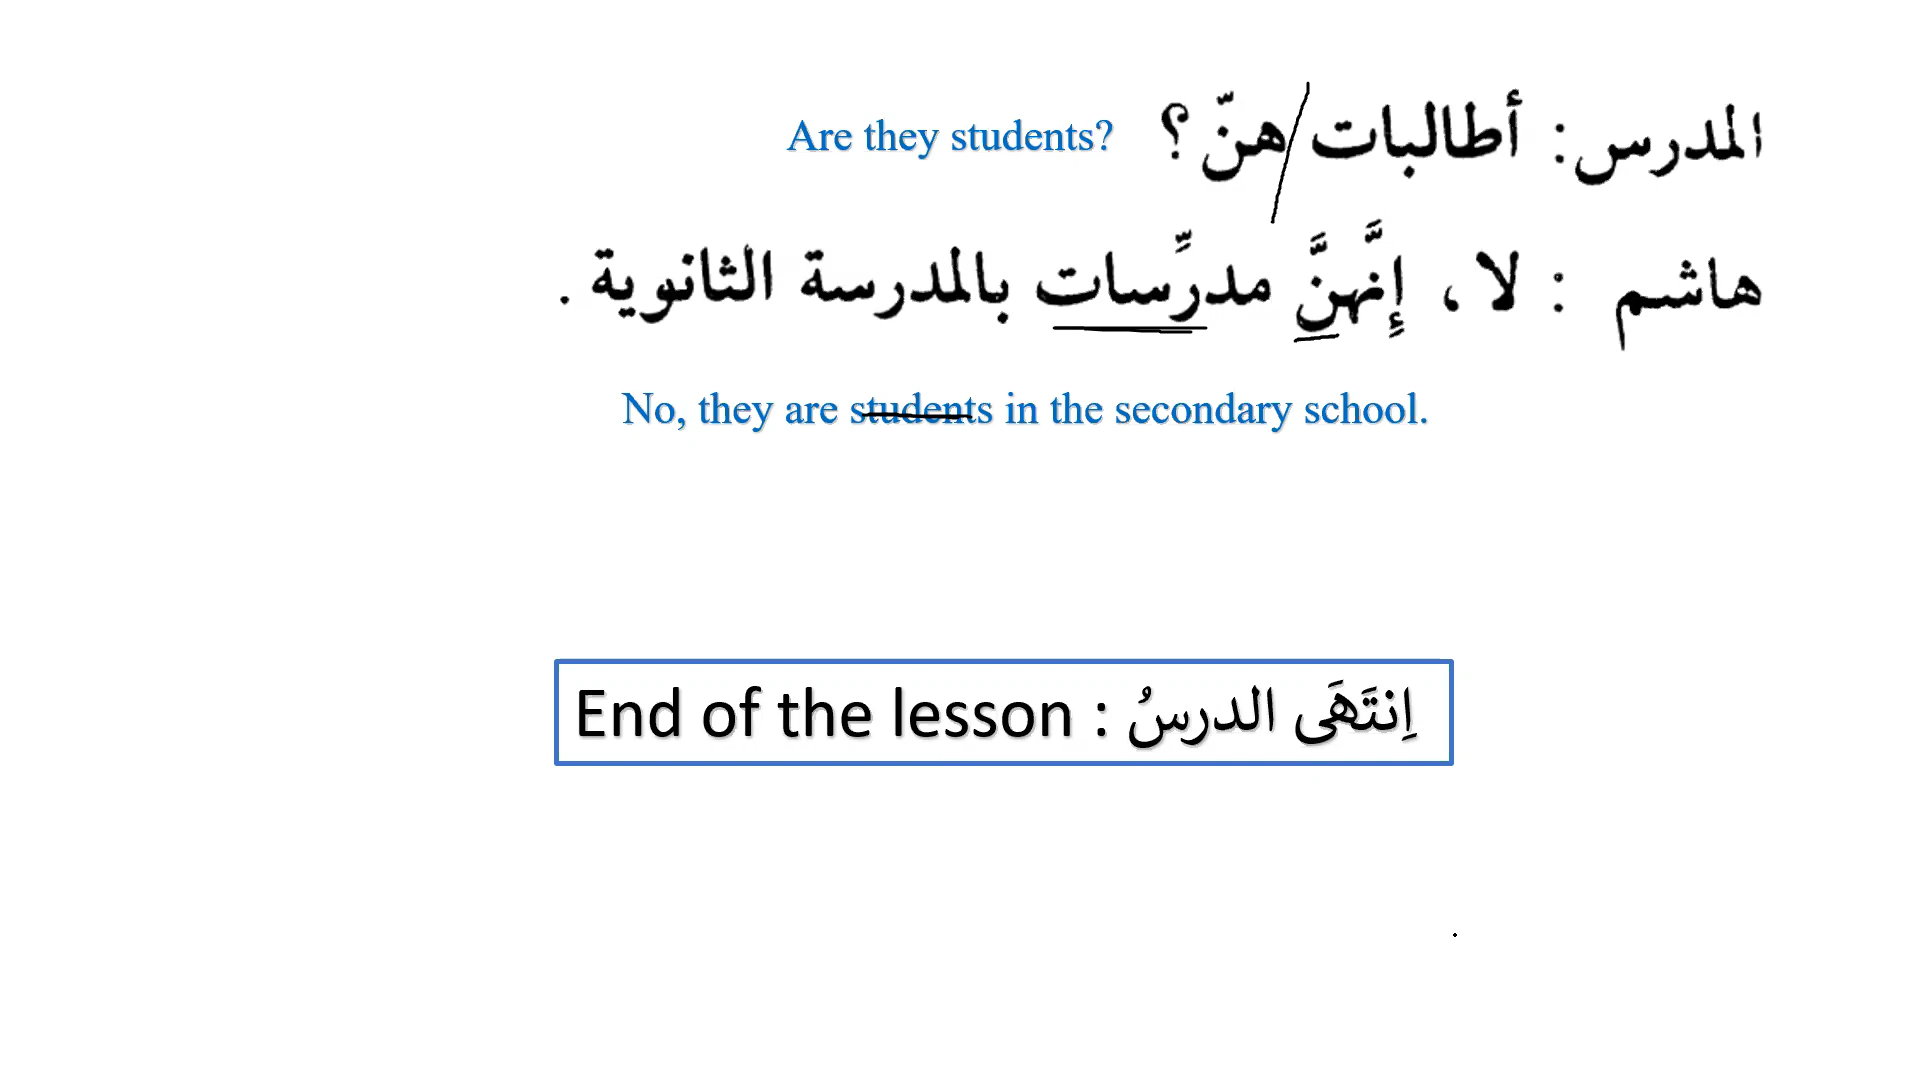 المدرس : أطالبات هنّ ؟ Are they students?
هاشم : لا ، إِنَّهنَّ مدرِّسات بالمدرسة الثانوية .
No, they are students in the secondary school.
End of the lesson : اِنتَهَى الدرسُ